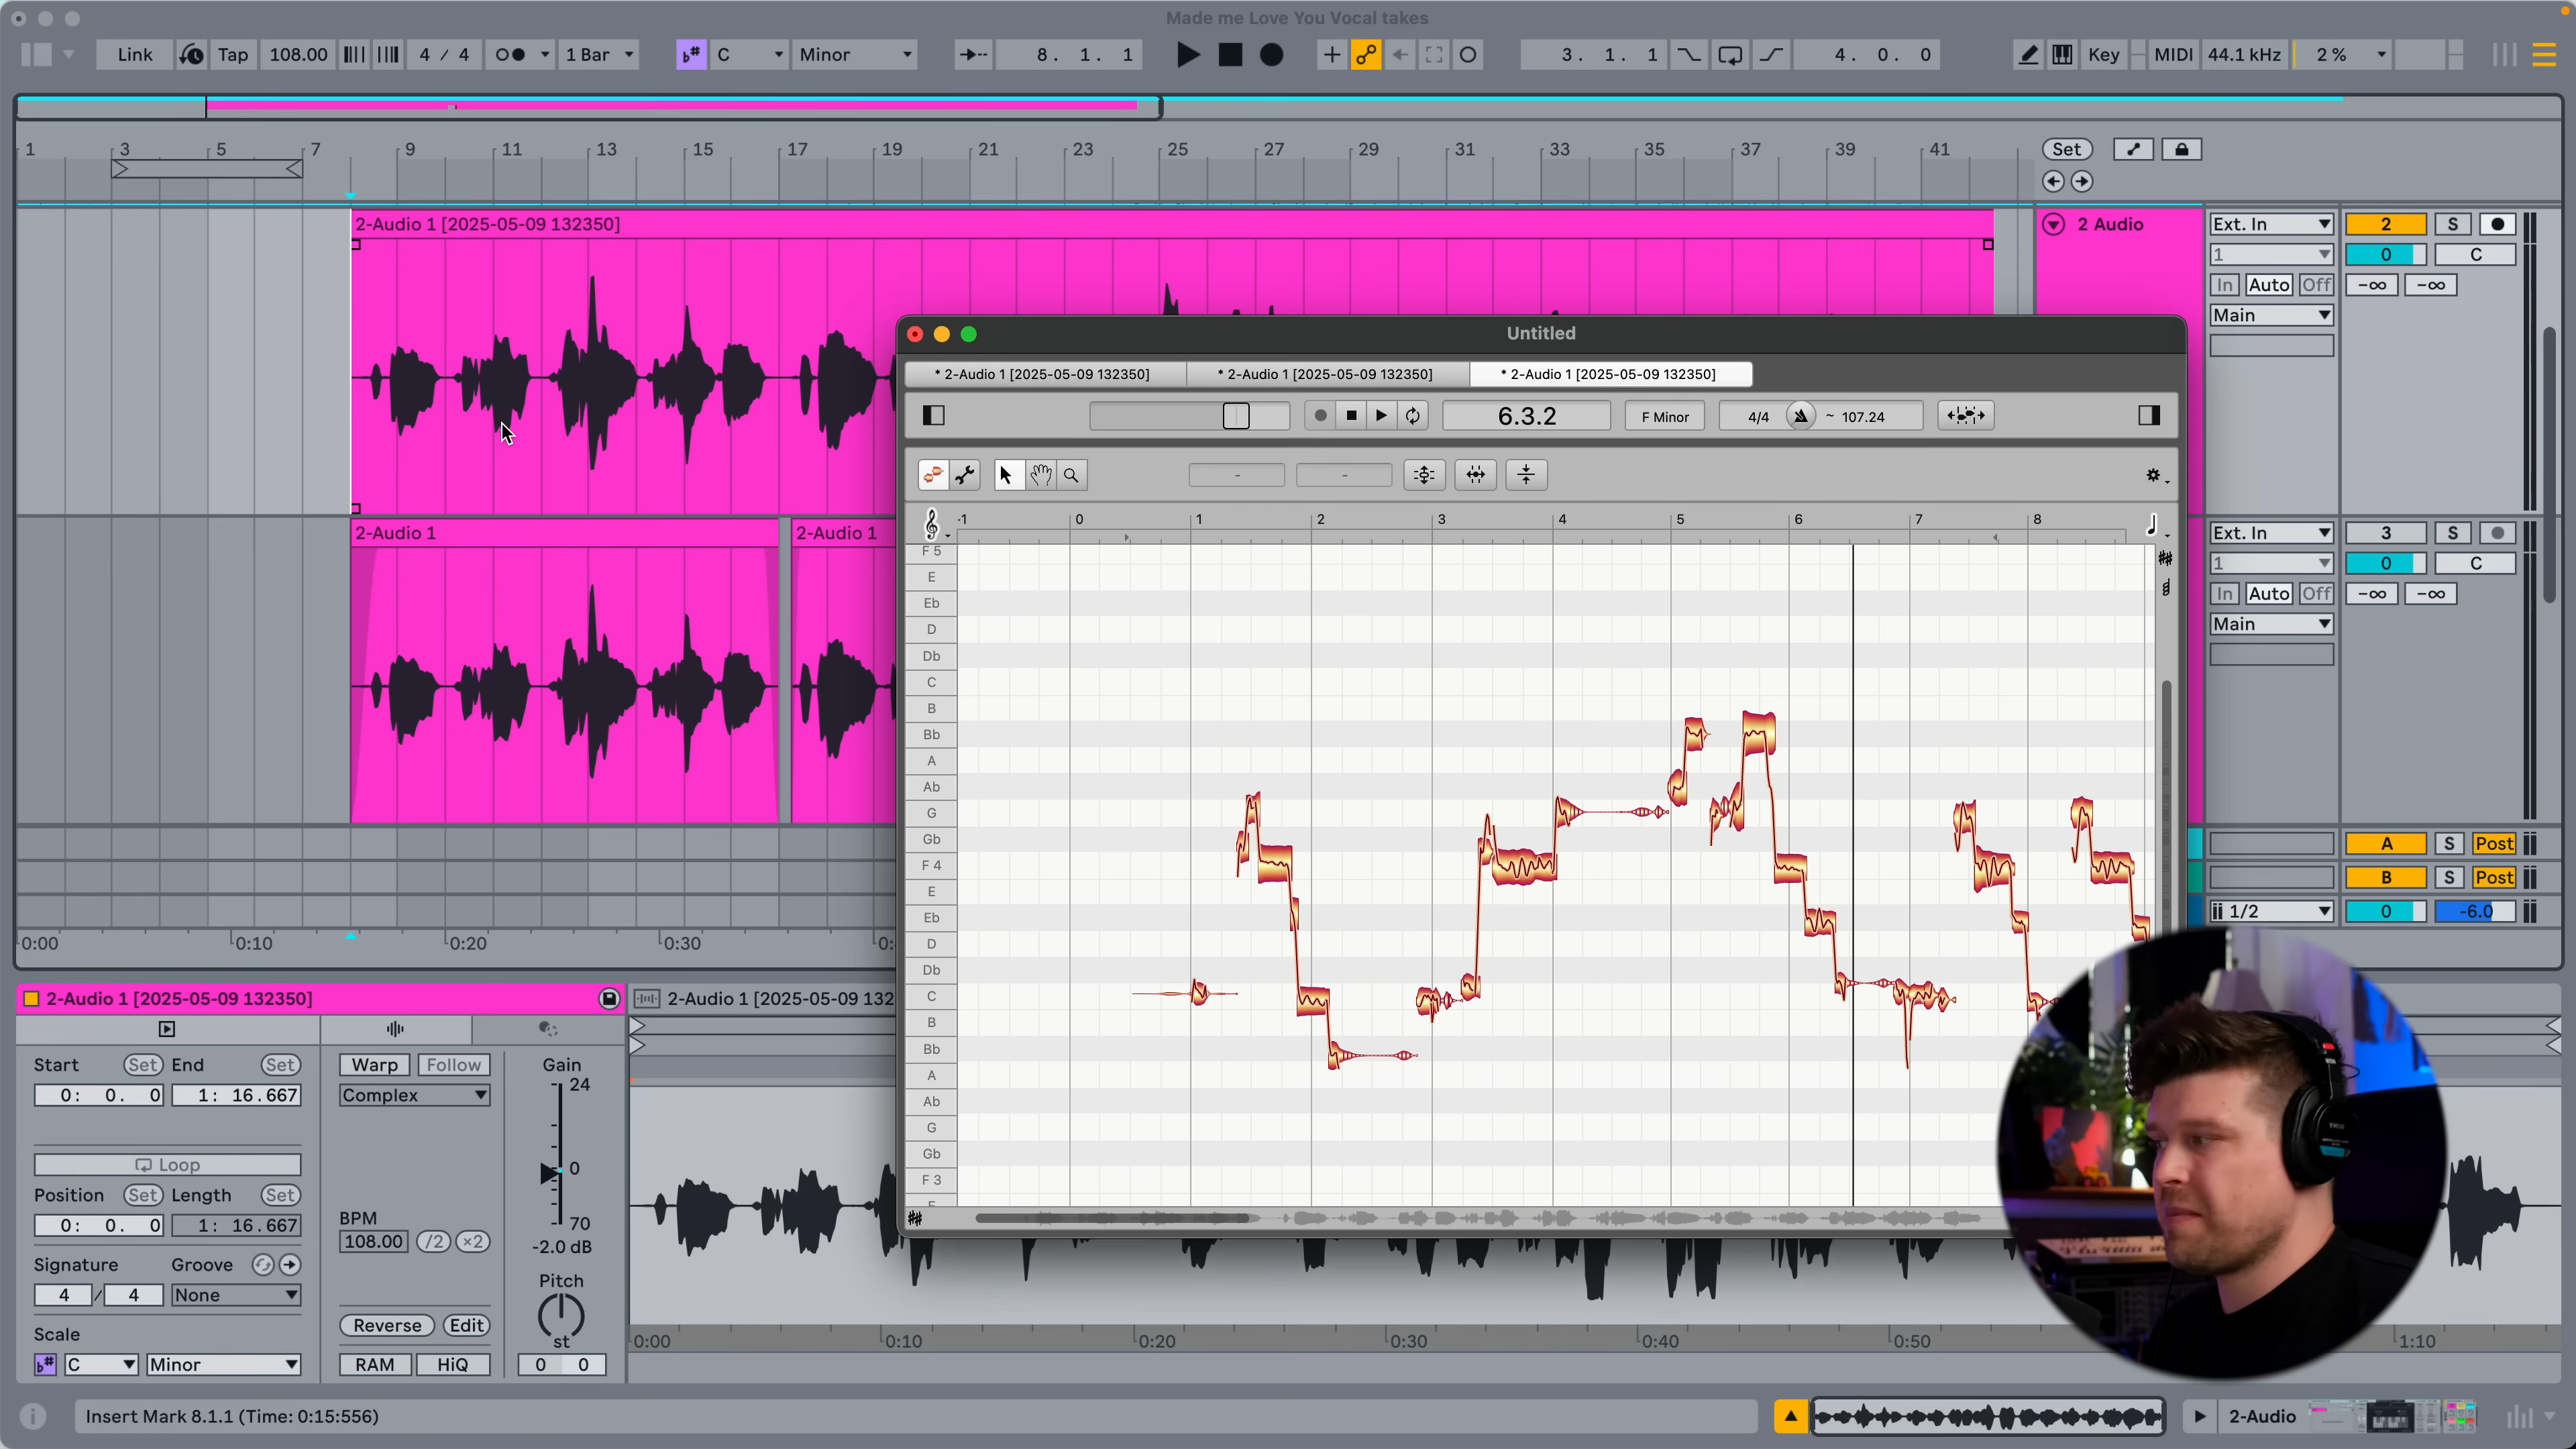 Made me Love You Vocal takes
Link Tap 108.00 4 / 4 1 Bar C Minor 8. 1. 1 3. 1. 1 4. 0. 0 Key MIDI 44.1 kHz 2 %
1 3 5 7 9 11 13 15 17 19 21 23 25 27 29 31 33 35 37 39 41 Set
2-Audio 1 [2025-05-09 132350] 2 Audio Ext. In 2 S
1 0 C
In Auto Off -∞ -∞
Main
Untitled
* 2-Audio 1 [2025-05-09 132350] * 2-Audio 1 [2025-05-09 132350] * 2-Audio 1 [2025-05-09 132350]
6.3.2 F Minor 4/4 ~ 107.24
- -
-1 0 1 2 3 4 5 6 7 8
2-Audio 1 2-Audio 1 Ext. In 3 S
1 0 C
In Auto Off -∞ -∞
Main
F 5
E
Eb
D
Db
C
B
Bb
A
Ab
G
Gb
F 4
E
Eb
D
Db
C
B
Bb
A
Ab
G
Gb
F 3
A S Post
B S Post
1/2 0 -6.0
0:00 0:10 0:20 0:30
2-Audio 1 [2025-05-09 132350] 2-Audio 1 [2025-05-09 132
Start Set End Set Warp Follow Gain
0: 0. 0 1: 16.667 Complex 24
Loop 0
Position Set Length Set
0: 0. 0 1: 16.667 BPM 70
108.00 /2 ×2 -2.0 dB
Signature Groove Pitch
4 / 4 None
Reverse Edit st
Scale
C Minor RAM HiQ 0 0
0:00 0:10 0:20 0:30 0:40 0:50 1:10
Insert Mark 8.1.1 (Time: 0:15:556) 2-Audio